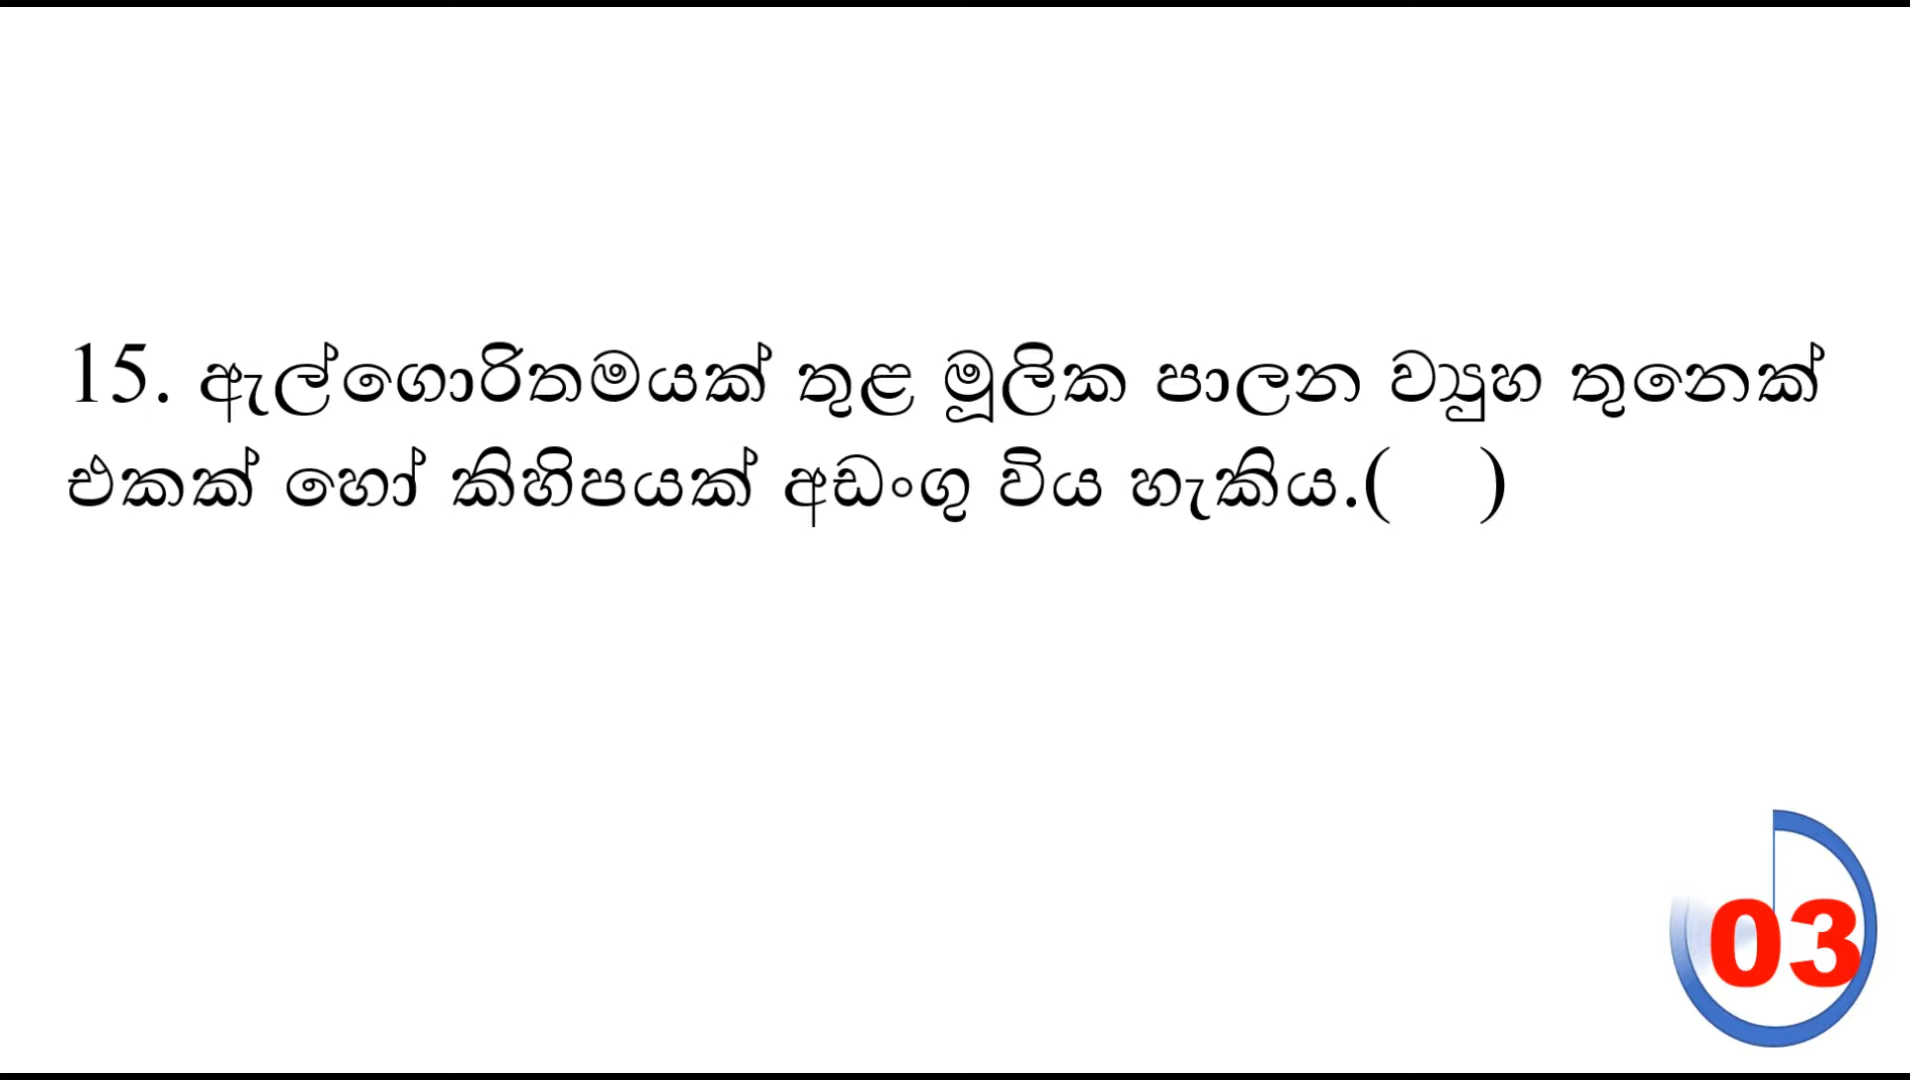 15. ඇල්ගොරිතමයක් තුළ මූලික පාලන ව්‍යුහ තුනෙක්
එකක් හෝ කිහිපයක් අඩංගු විය හැකිය.( )
03